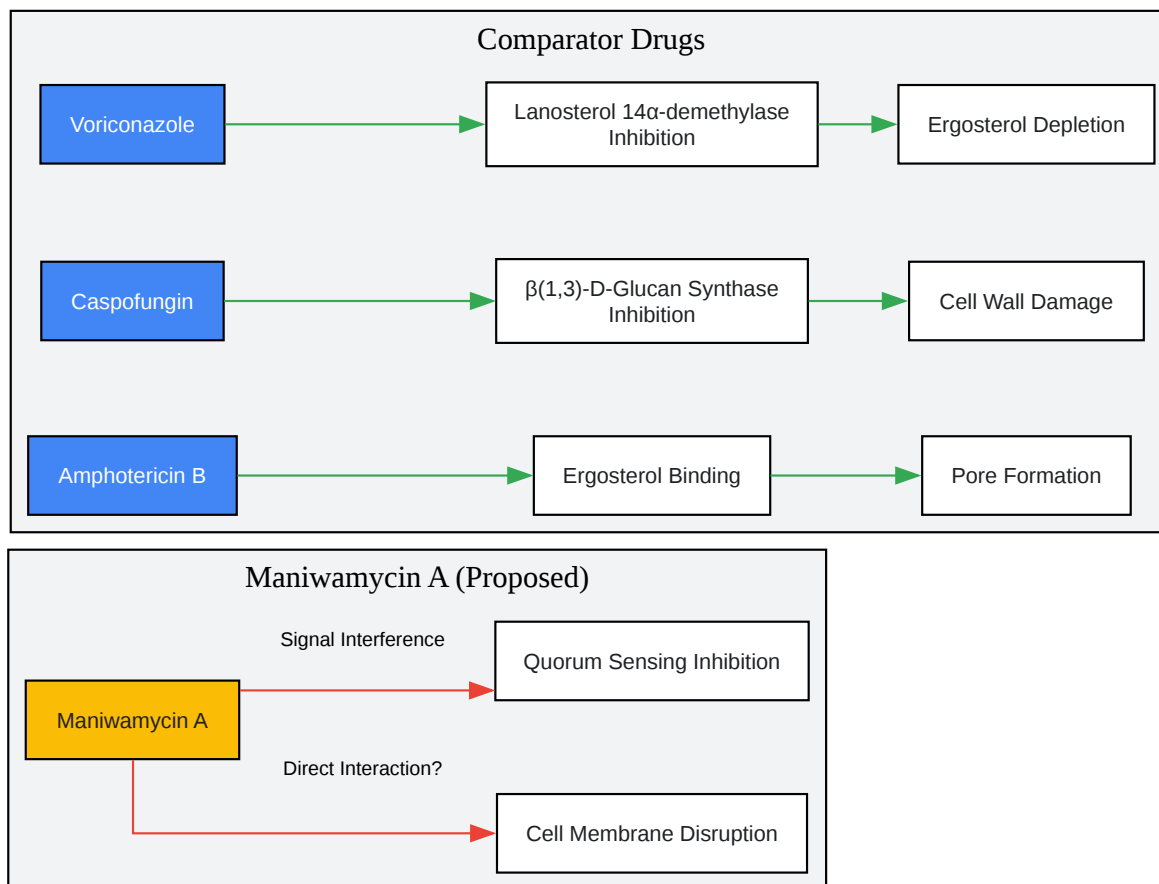 Comparator Drugs
Voriconazole
Lanosterol 14α-demethylase
Inhibition
Ergosterol Depletion
Caspofungin
β(1,3)-D-Glucan Synthase
Inhibition
Cell Wall Damage
Amphotericin B
Ergosterol Binding
Pore Formation
Maniwamycin A (Proposed)
Signal Interference
Quorum Sensing Inhibition
Maniwamycin A
Direct Interaction?
Cell Membrane Disruption